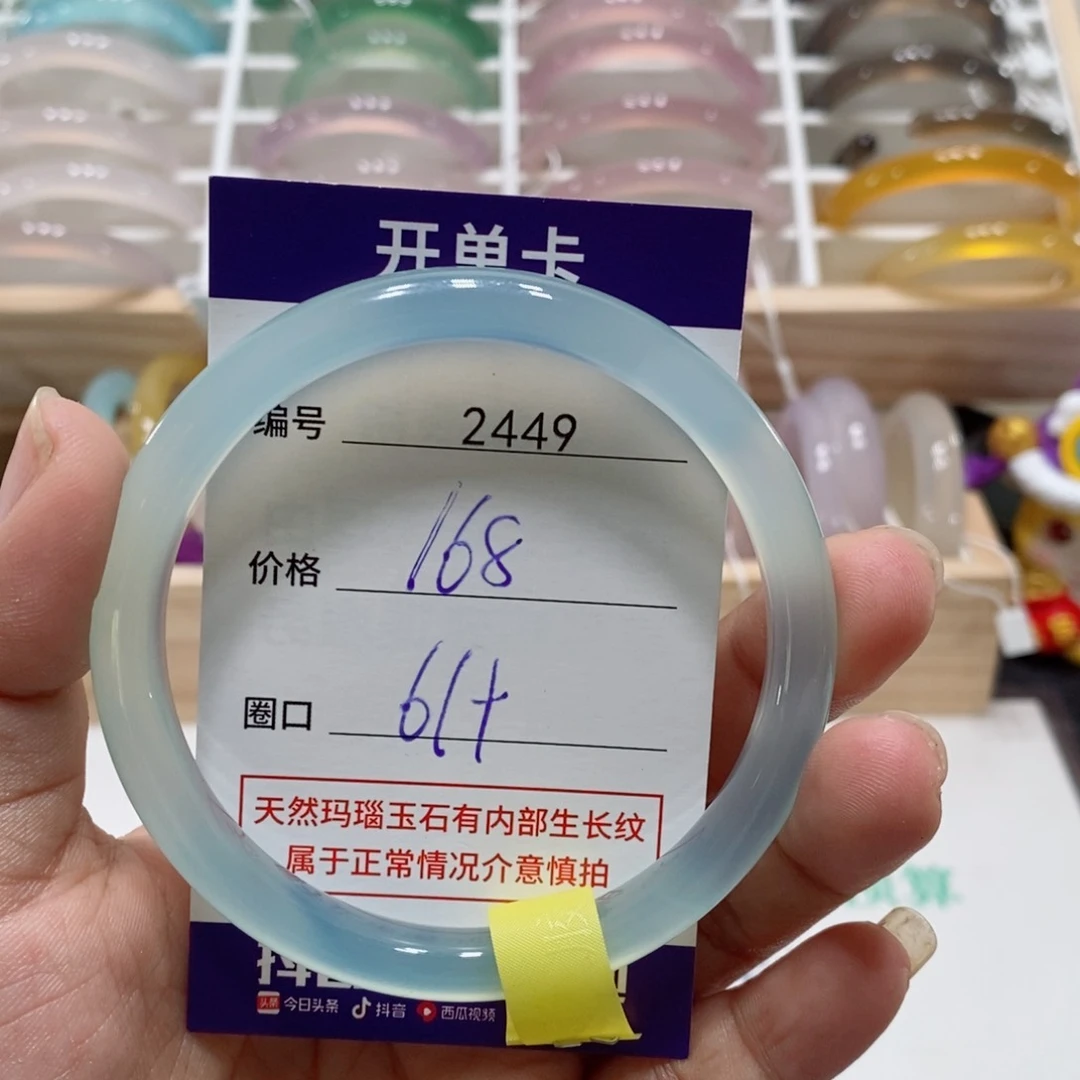 开单卡
编号 2449
价格 168
圈口 61+
天然玛瑙玉石有内部生长纹
属于正常情况介意慎拍
头条 今日头条 抖音 西瓜视频